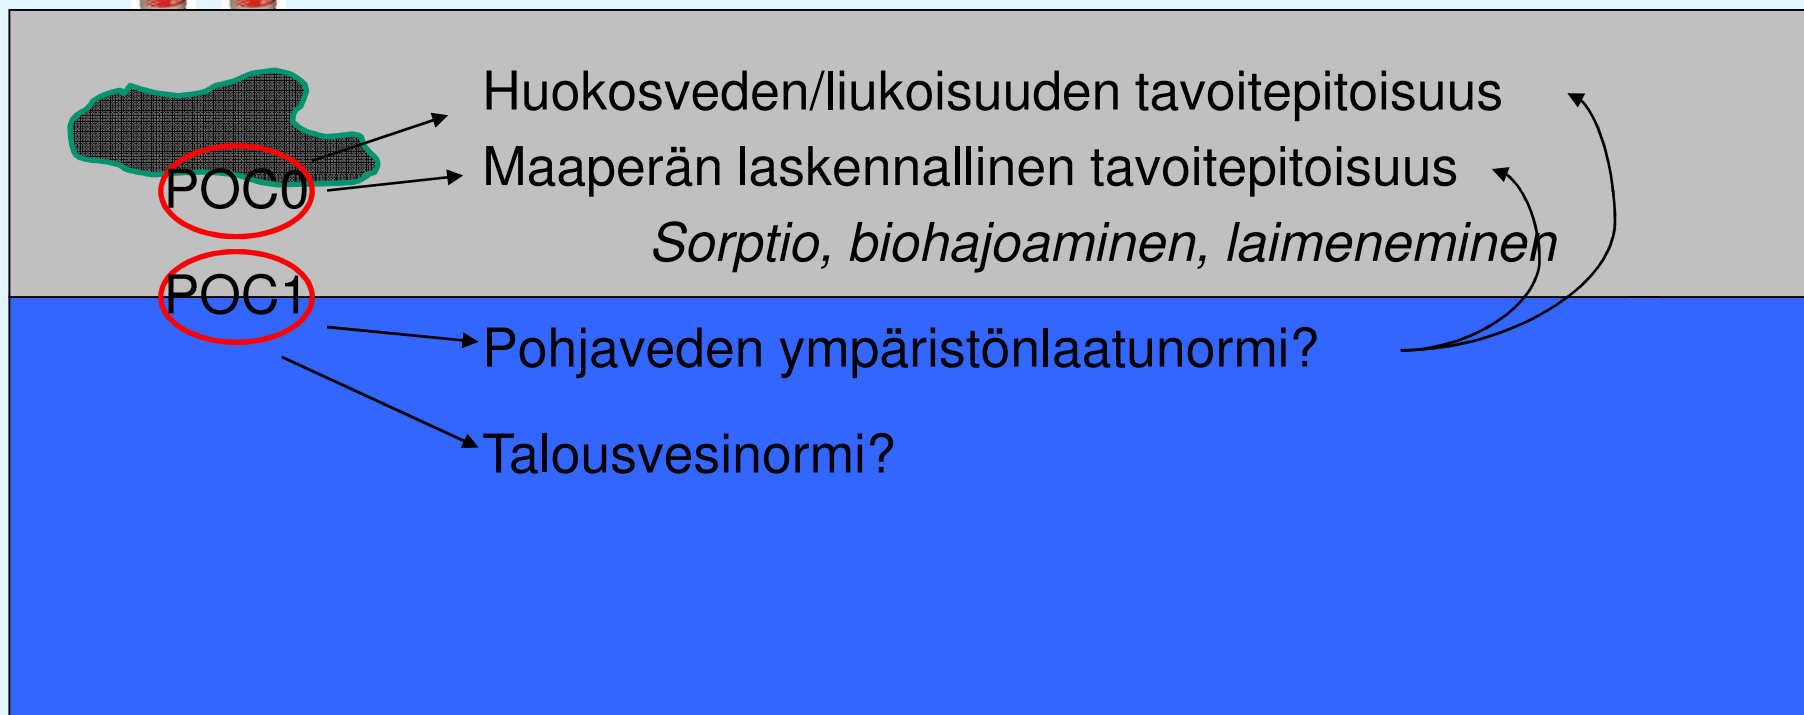 Huokosveden/liukoisuuden tavoitepitoisuus
Maaperän laskennallinen tavoitepitoisuus
POC0
Sorptio, biohajoaminen, laimeneminen
POC1
Pohjaveden ympäristönlaatunormi?
Talousvesinormi?